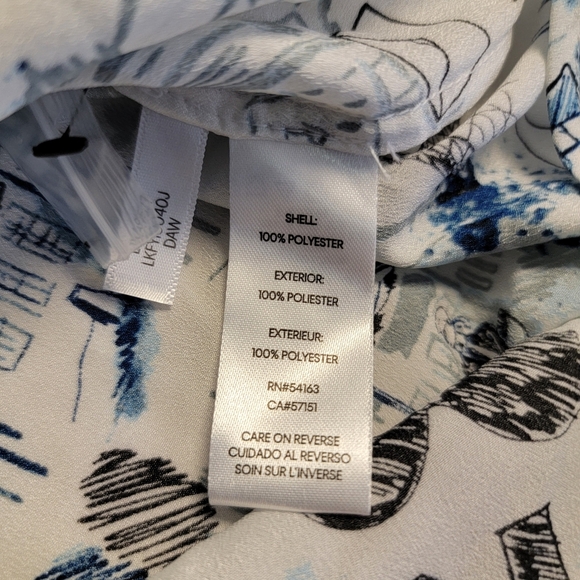 SHELL:
100% POLYESTER
EXTERIOR:
100% POLIESTER
EXTERIEUR:
100% POLYESTER
RN#54163
CA#57151
CARE ON REVERSE
CUIDADO AL REVERSO
SOIN SUR L'INVERSE
DAW